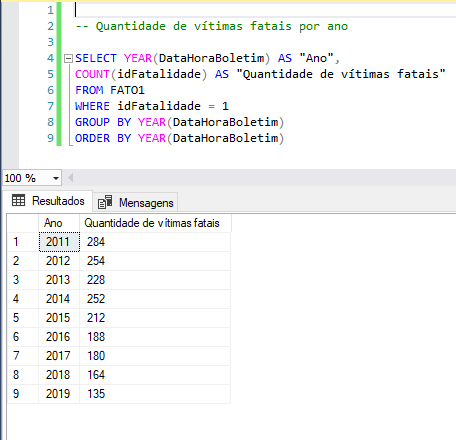 1
2 -- Quantidade de vítimas fatais por ano
3
4 SELECT YEAR(DataHoraBoletim) AS "Ano",
5 COUNT(idFatalidade) AS "Quantidade de vítimas fatais"
6 FROM FATO1
7 WHERE idFatalidade = 1
8 GROUP BY YEAR(DataHoraBoletim)
9 ORDER BY YEAR(DataHoraBoletim)
100 %
Resultados Mensagens
Ano Quantidade de vítimas fatais
1 2011 284
2 2012 254
3 2013 228
4 2014 252
5 2015 212
6 2016 188
7 2017 180
8 2018 164
9 2019 135